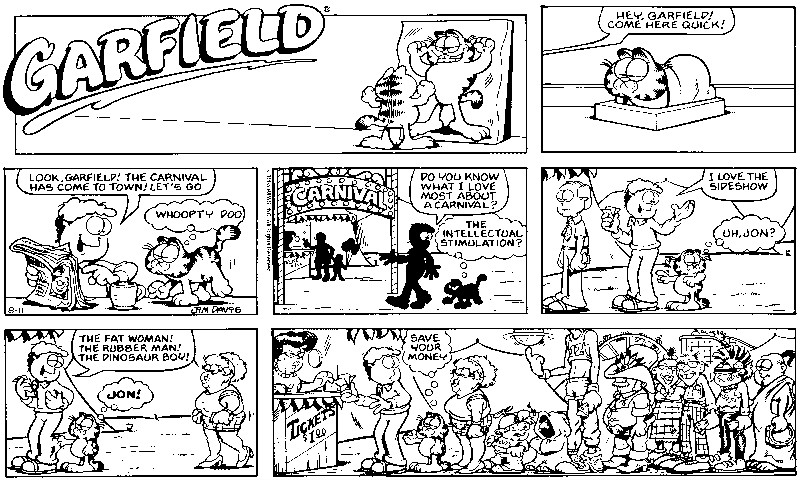 GARFIELD®
HEY, GARFIELD!
COME HERE QUICK!
LOOK, GARFIELD! THE CARNIVAL
HAS COME TO TOWN! LET'S GO
WHOOPTY DOO
8-11
JIM DAVIS
CARNIVAL
DO YOU KNOW
WHAT I LOVE
MOST ABOUT
A CARNIVAL?
THE
INTELLECTUAL
STIMULATION?
I LOVE THE
SIDESHOW
UH, JON?
THE FAT WOMAN!
THE RUBBER MAN!
THE DINOSAUR BOY!
JON!
SAVE
YOUR
MONEY
TICKETS
$1.00